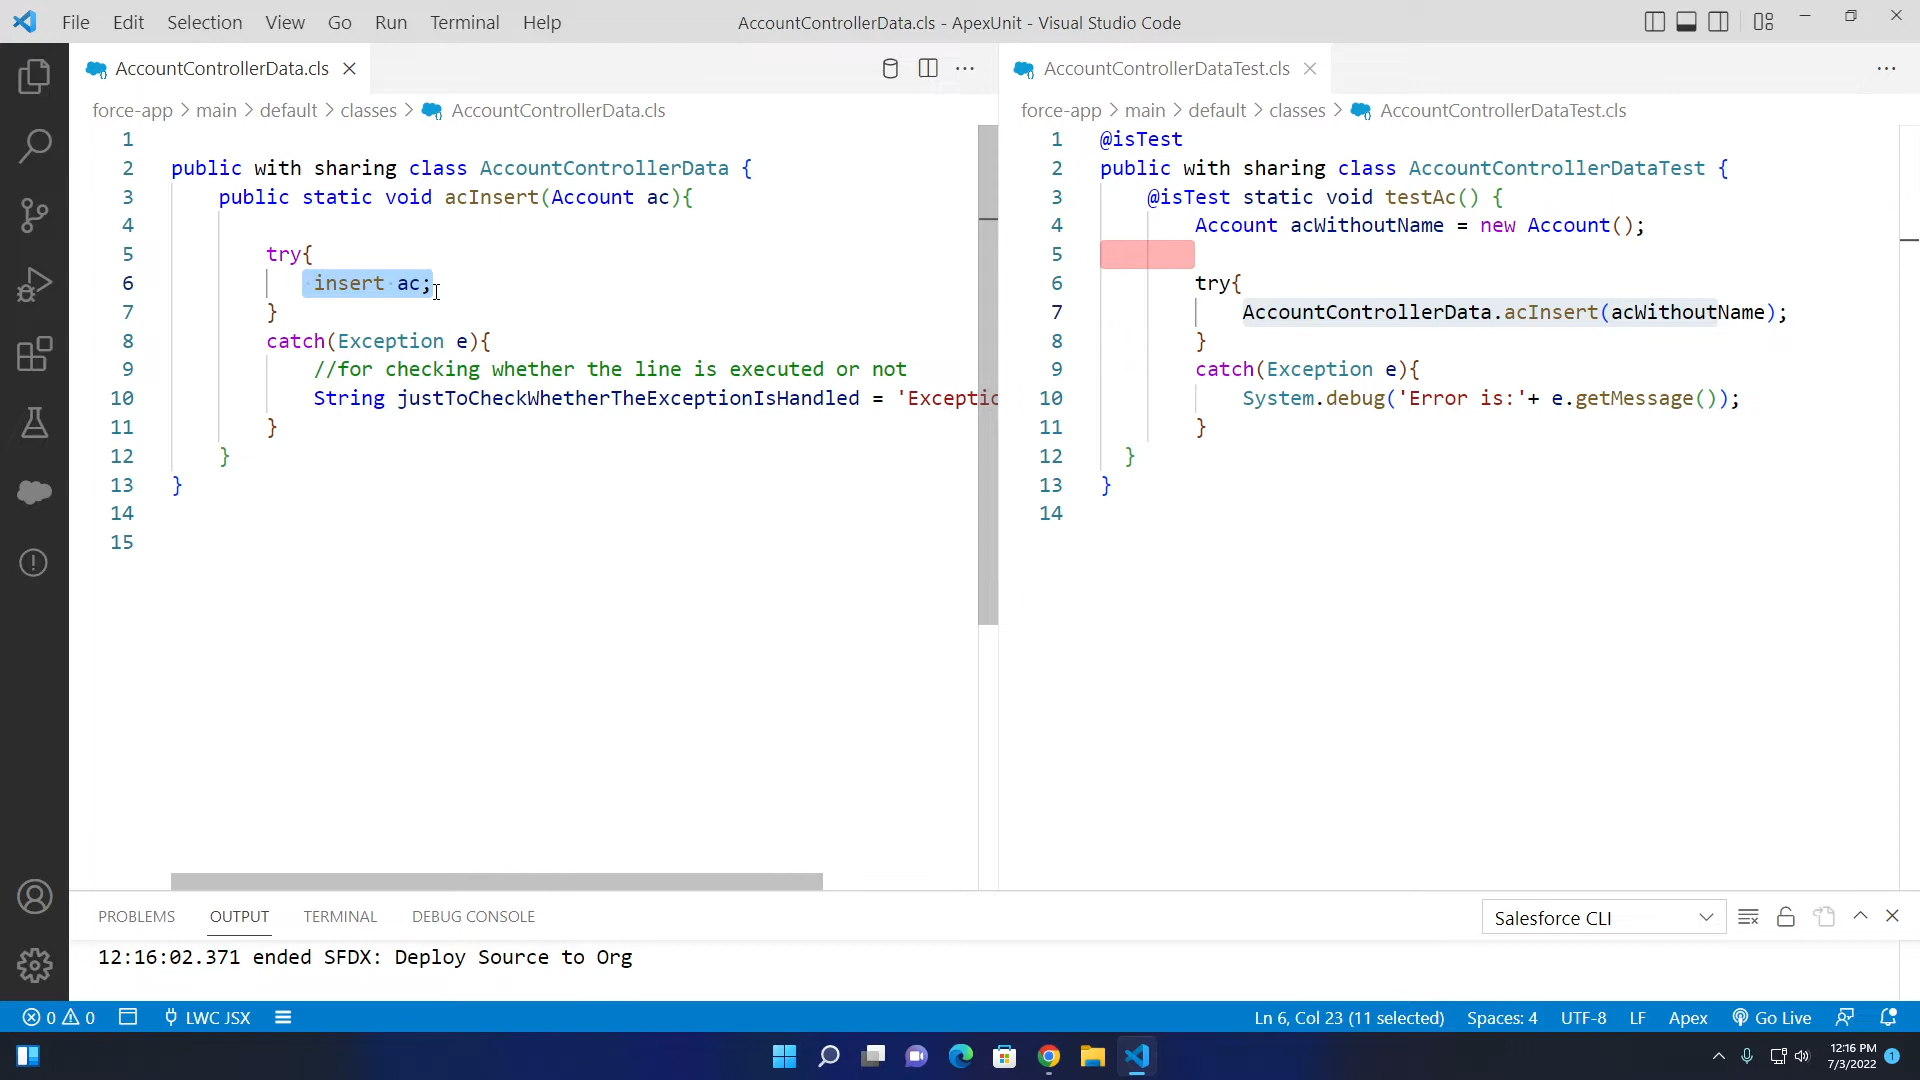 File Edit Selection View Go Run Terminal Help
AccountControllerData.cls - ApexUnit - Visual Studio Code
AccountControllerData.cls
force-app > main > default > classes > AccountControllerData.cls
1
2 public with sharing class AccountControllerData {
3 public static void acInsert(Account ac){
4
5 try{
6 insert ac;
7 }
8 catch(Exception e){
9 //for checking whether the line is executed or not
10 String justToCheckWhetherTheExceptionIsHandled = 'Exceptio
11 }
12 }
13 }
14
15
AccountControllerDataTest.cls
force-app > main > default > classes > AccountControllerDataTest.cls
1 @isTest
2 public with sharing class AccountControllerDataTest {
3 @isTest static void testAc() {
4 Account acWithoutName = new Account();
5
6 try{
7 AccountControllerData.acInsert(acWithoutName);
8 }
9 catch(Exception e){
10 System.debug('Error is:'+ e.getMessage());
11 }
12 }
13 }
14
PROBLEMS OUTPUT TERMINAL DEBUG CONSOLE
Salesforce CLI
12:16:02.371 ended SFDX: Deploy Source to Org
0 0 LWC JSX
Ln 6, Col 23 (11 selected) Spaces: 4 UTF-8 LF Apex Go Live
12:16 PM
7/3/2022
1